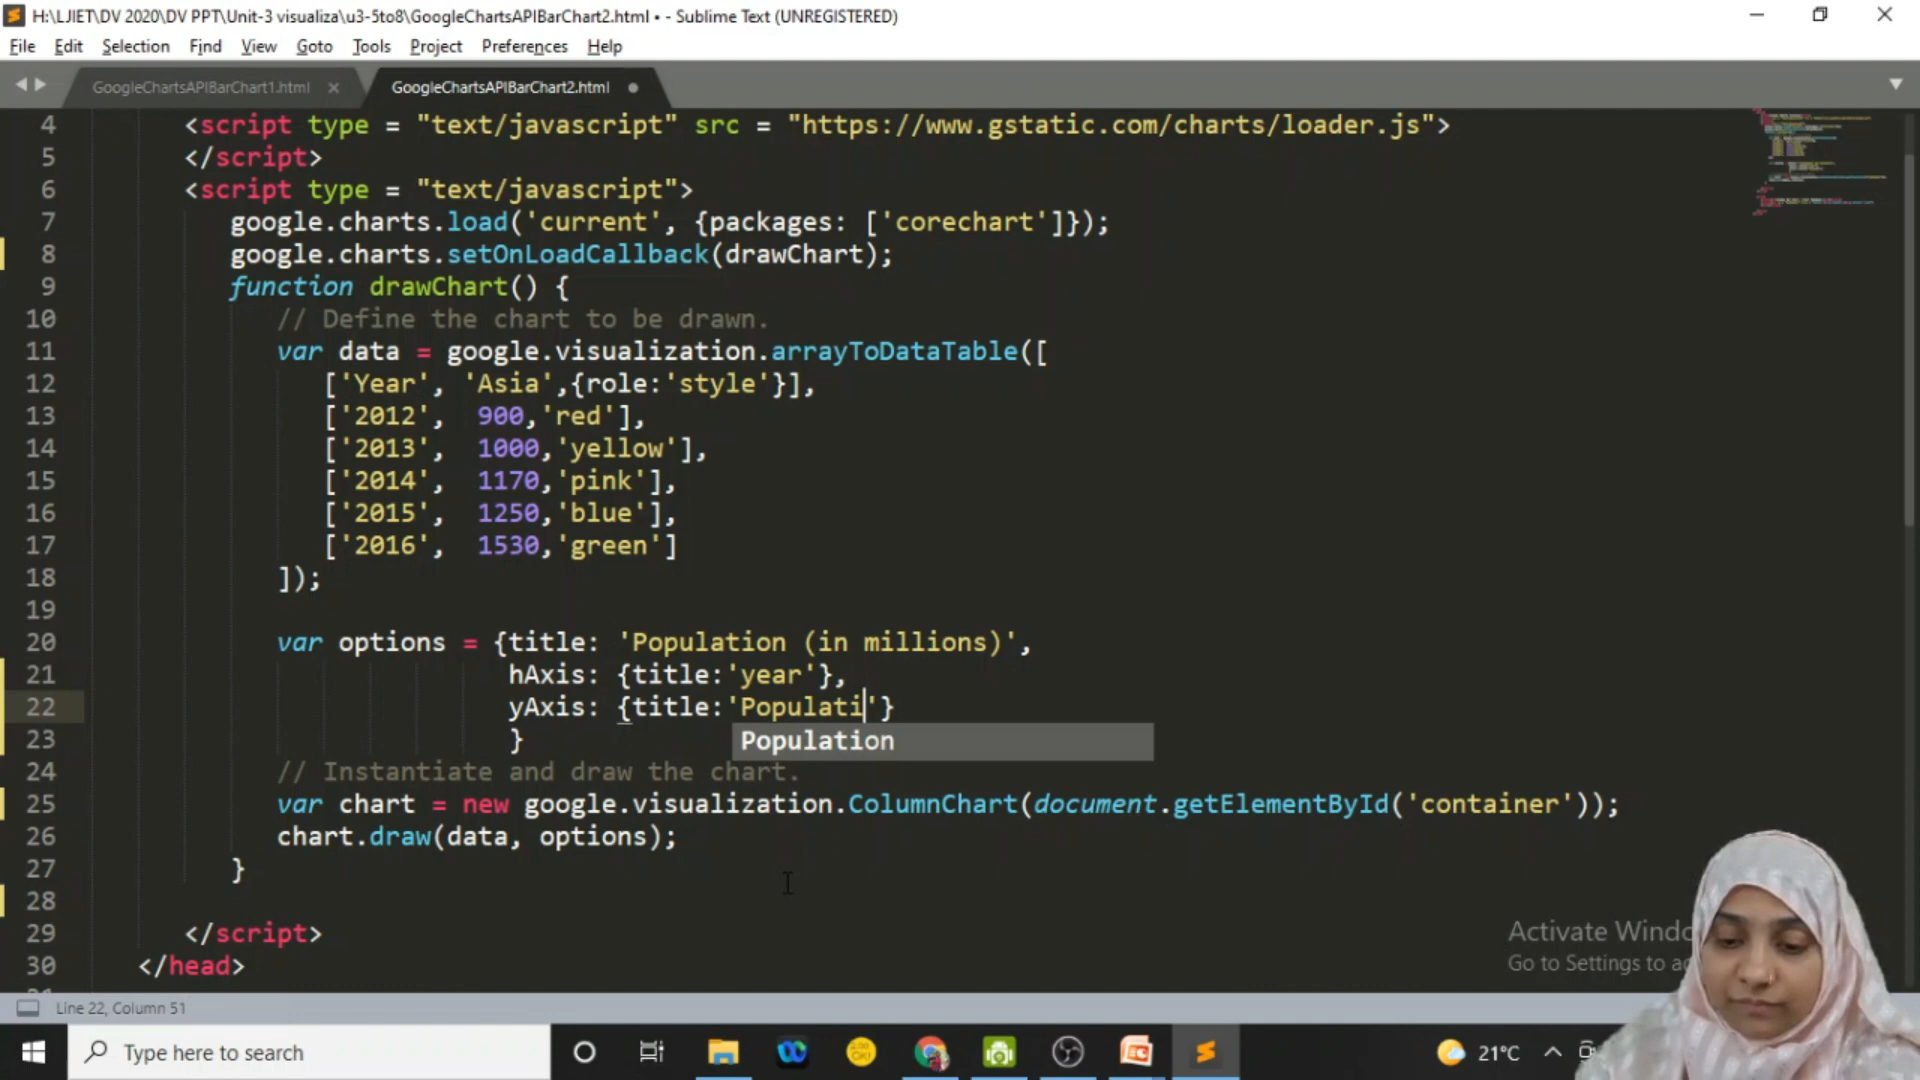 H:\LJIET\DV 2020\DV PPT\Unit-3 visualiza\u3-5to8\GoogleChartsAPIBarChart2.html • - Sublime Text (UNREGISTERED)
File Edit Selection Find View Goto Tools Project Preferences Help
GoogleChartsAPIBarChart1.html GoogleChartsAPIBarChart2.html
4 <script type = "text/javascript" src = "https://www.gstatic.com/charts/loader.js">
5 </script>
6 <script type = "text/javascript">
7 google.charts.load('current', {packages: ['corechart']});
8 google.charts.setOnLoadCallback(drawChart);
9 function drawChart() {
10 // Define the chart to be drawn.
11 var data = google.visualization.arrayToDataTable([
12 ['Year', 'Asia',{role:'style'}],
13 ['2012', 900,'red'],
14 ['2013', 1000,'yellow'],
15 ['2014', 1170,'pink'],
16 ['2015', 1250,'blue'],
17 ['2016', 1530,'green']
18 ]);
19
20 var options = {title: 'Population (in millions)',
21 hAxis: {title:'year'},
22 yAxis: {title:'Populati'}
23 }
Population
24 // Instantiate and draw the chart.
25 var chart = new google.visualization.ColumnChart(document.getElementById('container'));
26 chart.draw(data, options);
27 }
28
29 </script>
30 </head>
Activate Windo
Go to Settings to a
Line 22, Column 51
Type here to search
21°C